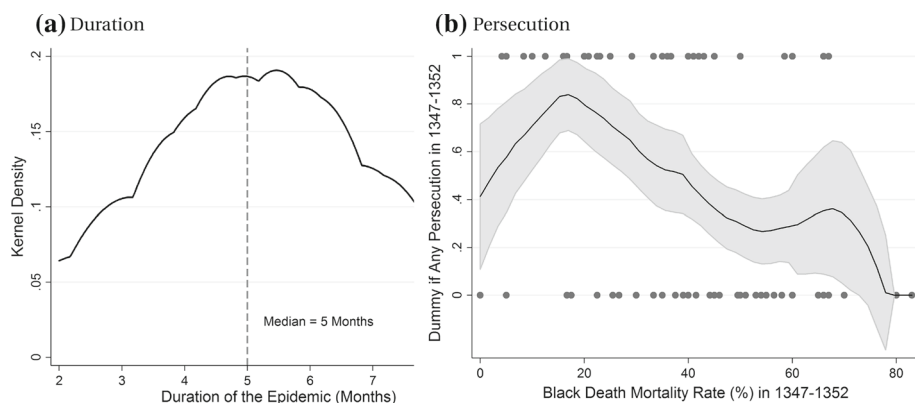 (a) Duration
Kernel Density
.2
.15
.1
.05
0
Median = 5 Months
2 3 4 5 6 7
Duration of the Epidemic (Months)
(b) Persecution
Dummy if Any Persecution in 1347-1352
1
.8
.6
.4
.2
0
0 20 40 60 80
Black Death Mortality Rate (%) in 1347-1352